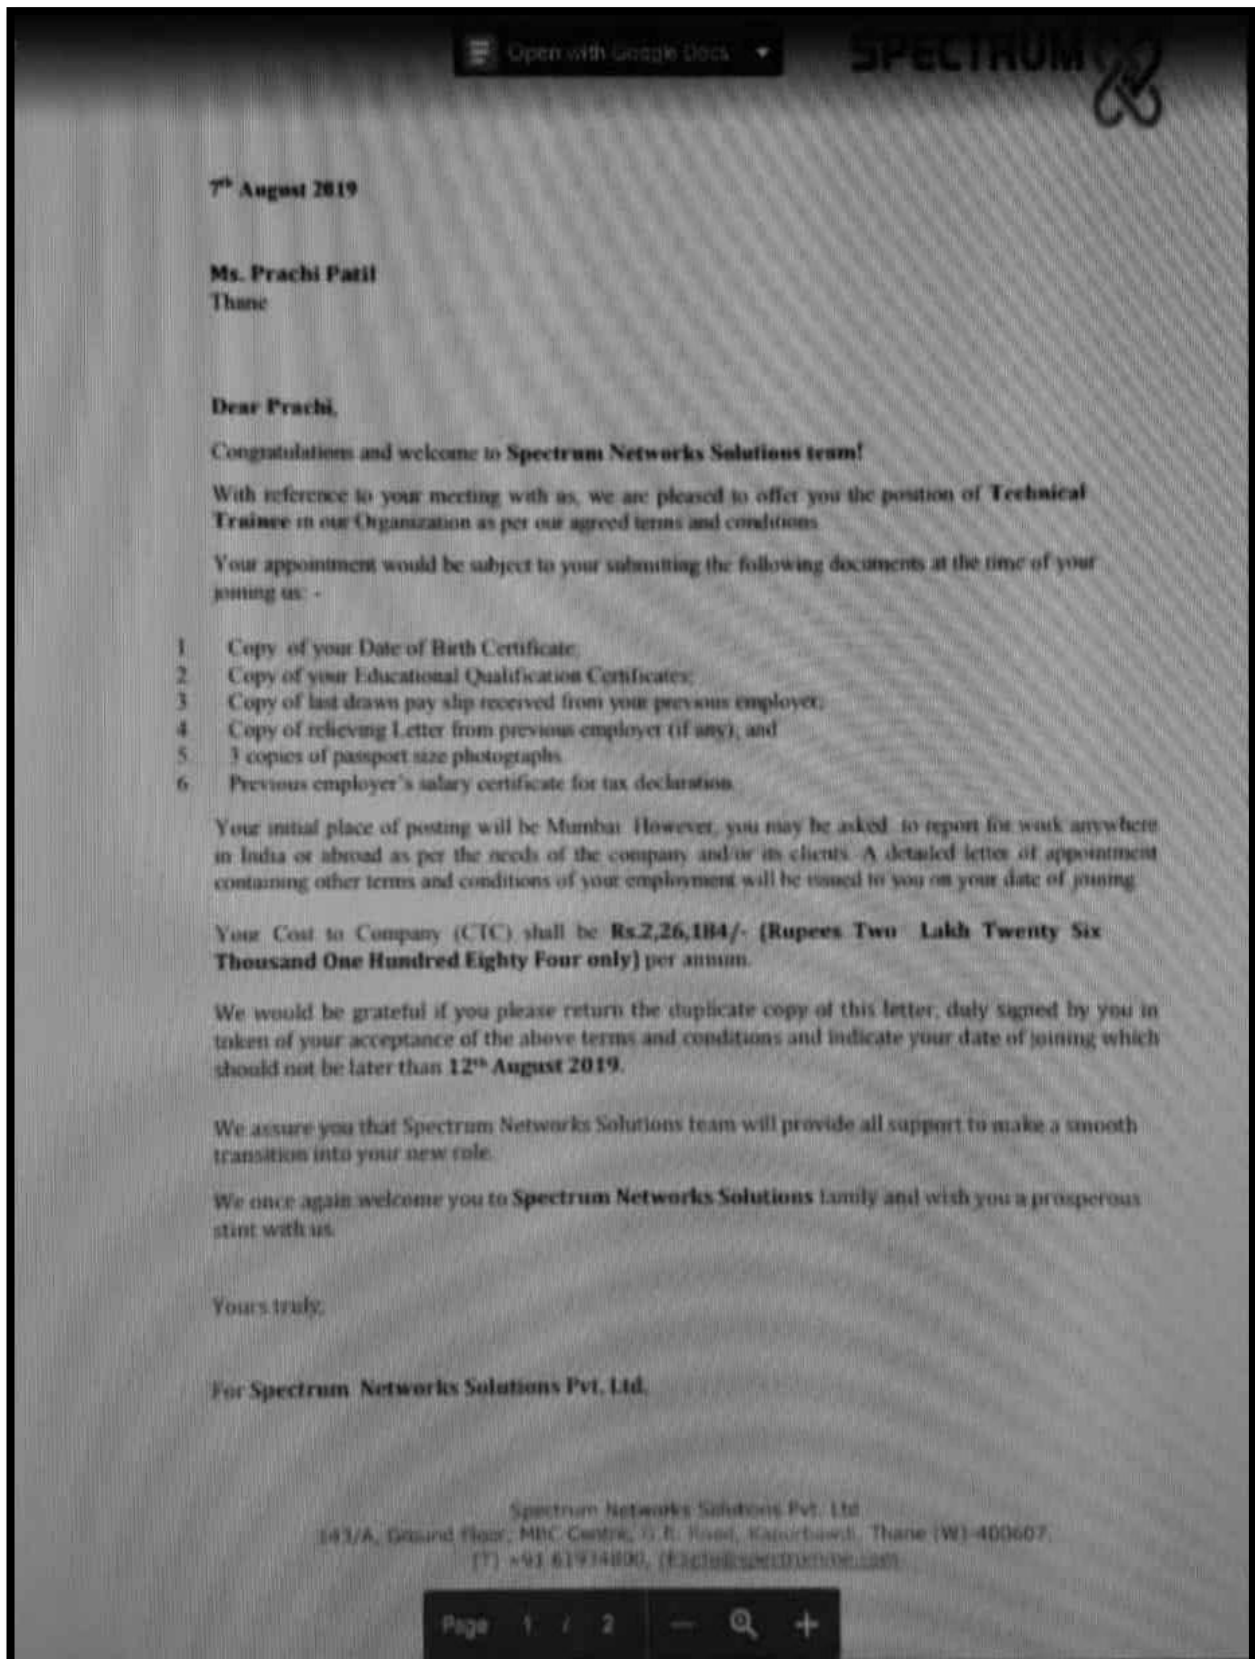 Open with Google Docs
SPECTRUM
7th August 2019
Ms. Prachi Patil
Thane
Dear Prachi,
Congratulations and welcome to Spectrum Networks Solutions team!
With reference to your meeting with us, we are pleased to offer you the position of Technical
Trainee in our Organization as per our agreed terms and conditions
Your appointment would be subject to your submitting the following documents at the time of your
joining us: -
1 Copy of your Date of Birth Certificate;
2 Copy of your Educational Qualification Certificates;
3 Copy of last drawn pay slip received from your previous employer;
4 Copy of relieving Letter from previous employer (if any); and
5 3 copies of passport size photographs
6 Previous employer's salary certificate for tax declaration.
Your initial place of posting will be Mumbai. However, you may be asked to report for work anywhere
in India or abroad as per the needs of the company and/or its clients. A detailed letter of appointment
containing other terms and conditions of your employment will be issued to you on your date of joining
Your Cost to Company (CTC) shall be Rs.2,26,184/- (Rupees Two Lakh Twenty Six
Thousand One Hundred Eighty Four only) per annum.
We would be grateful if you please return the duplicate copy of this letter, duly signed by you in
token of your acceptance of the above terms and conditions and indicate your date of joining which
should not be later than 12th August 2019.
We assure you that Spectrum Networks Solutions team will provide all support to make a smooth
transition into your new role.
We once again welcome you to Spectrum Networks Solutions family and wish you a prosperous
stint with us.
Yours truly,
For Spectrum Networks Solutions Pvt. Ltd.
Spectrum Networks Solutions Pvt. Ltd
143/A, Ground Floor, MBC Centre, G.B. Road, Kapurbawdi, Thane (W)-400607,
(T) +91 61934800,
Page 1 / 2